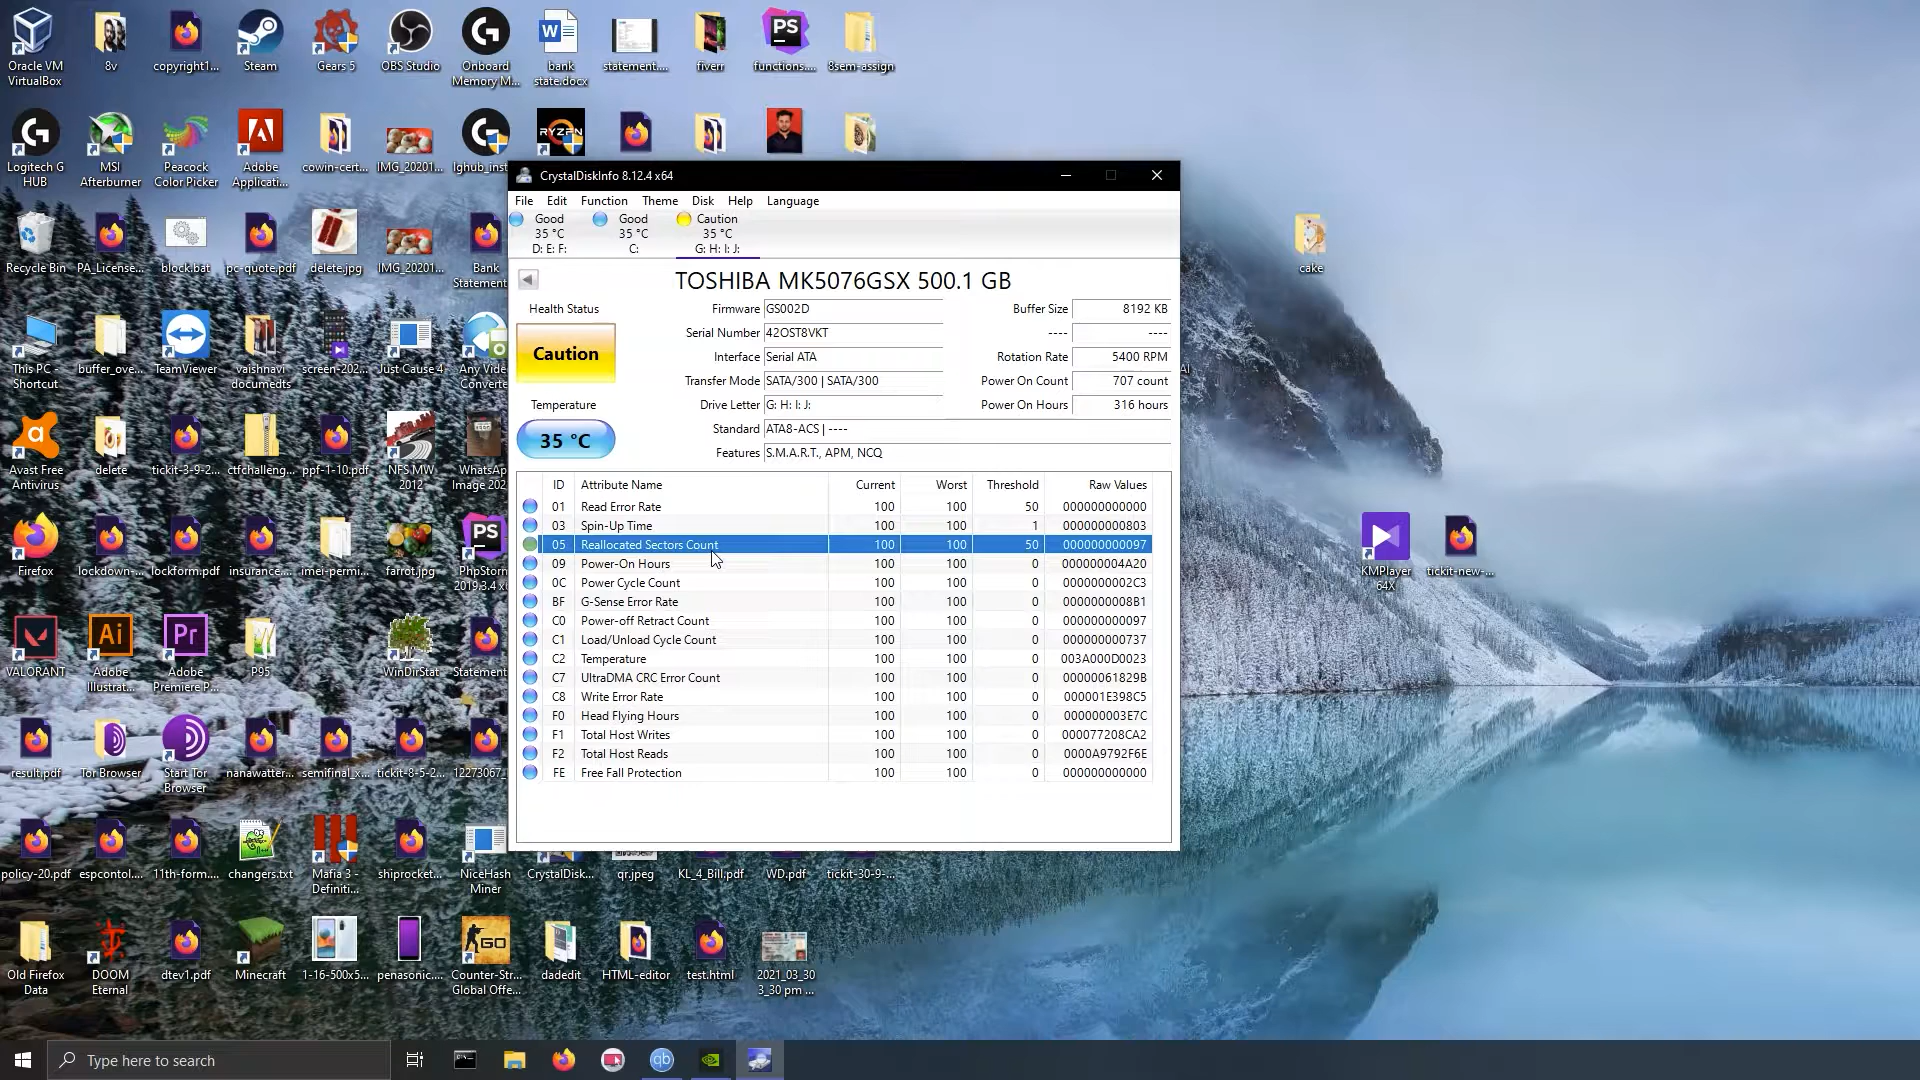 Oracle VM
VirtualBox
8v
copyright1...
Steam
Gears 5
OBS Studio
Onboard
Memory M...
bank
state.docx
statement....
fiverr
functions....
8sem-assign
Logitech G
HUB
MSI
Afterburner
Peacock
Color Picker
Adobe
Applicati...
cowin-cert...
IMG_20201...
lghub_inst
RYZEN
CrystalDiskInfo 8.12.4 x64
File Edit Function Theme Disk Help Language
Good
35 °C
D: E: F:
Good
35 °C
C:
Caution
35 °C
G: H: I: J:
TOSHIBA MK5076GSX 500.1 GB
Health Status
Caution
Temperature
35 °C
Firmware GS002D
Serial Number 42OST8VKT
Interface Serial ATA
Transfer Mode SATA/300 | SATA/300
Drive Letter G: H: I: J:
Standard ATA8-ACS | ----
Features S.M.A.R.T., APM, NCQ
Buffer Size 8192 KB
---- ----
Rotation Rate 5400 RPM
Power On Count 707 count
Power On Hours 316 hours
ID Attribute Name Current Worst Threshold Raw Values
01 Read Error Rate 100 100 50 000000000000
03 Spin-Up Time 100 100 1 000000000803
05 Reallocated Sectors Count 100 100 50 000000000097
09 Power-On Hours 100 100 0 000000004A20
0C Power Cycle Count 100 100 0 0000000002C3
BF G-Sense Error Rate 100 100 0 0000000008B1
C0 Power-off Retract Count 100 100 0 000000000097
C1 Load/Unload Cycle Count 100 100 0 000000000737
C2 Temperature 100 100 0 003A000D0023
C7 UltraDMA CRC Error Count 100 100 0 00000061829B
C8 Write Error Rate 100 100 0 000001E398C5
F0 Head Flying Hours 100 100 0 000000003E7C
F1 Total Host Writes 100 100 0 000077208CA2
F2 Total Host Reads 100 100 0 0000A9792F6E
FE Free Fall Protection 100 100 0 000000000000
Recycle Bin
PA_License...
block.bat
pc-quote.pdf
delete.jpg
IMG_20201...
Bank
Statement
cake
This PC -
Shortcut
buffer_ove...
TeamViewer
vaishnavi
documedts
screen-202...
Just Cause 4
Any Vide
Converte
Avast Free
Antivirus
delete
tickit-3-9-2...
ctfchalleng...
ppf-1-10.pdf
NFS MW
2012
WhatsAp
Image 202
Firefox
lockdown-...
lockform.pdf
insurance....
imei-permi...
farrot.jpg
PhpStorm
2019.3.4 x
KMPlayer
64X
tickit-new-...
VALORANT
Adobe
Illustrat...
Adobe
Premiere P...
P95
WinDirStat
Statement
result.pdf
Tor Browser
Start Tor
Browser
nanawatter...
semifinal_x...
tickit-8-5-2...
12273067_
policy-20.pdf
espcontol....
11th-form....
changers.txt
Mafia 3 -
Definiti...
shiprocket...
NiceHash
Miner
CrystalDisk...
qr.jpeg
KL_4_Bill.pdf
WD.pdf
tickit-30-9-...
Old Firefox
Data
DOOM
Eternal
dtev1.pdf
Minecraft
1-16-500x5...
penasonic....
Counter-Str...
Global Offe...
dadedit
HTML-editor
test.html
2021_03_30
3_30 pm ...
Type here to search